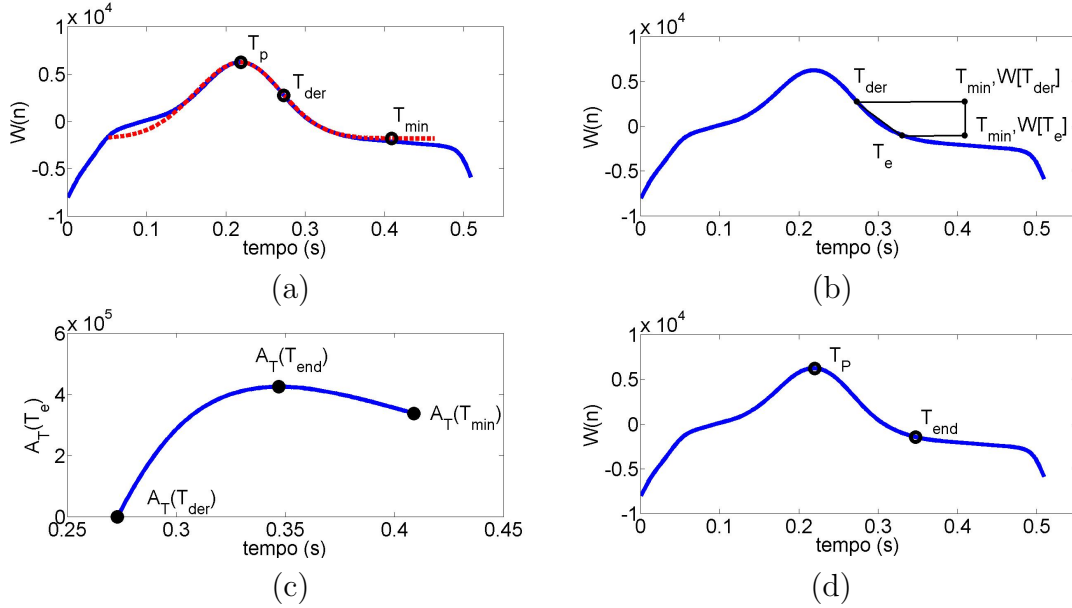 1 x 10^4
0.5
0
-0.5
-1
W(n)
0 0.1 0.2 0.3 0.4 0.5
tempo (s)
T_p
T_der
T_min
(a)
1 x 10^4
0.5
0
-0.5
-1
W(n)
0 0.1 0.2 0.3 0.4 0.5
tempo (s)
T_der
T_min,W[T_der]
T_min,W[T_e]
T_e
(b)
6 x 10^5
4
2
0
A_T(T_e)
0.25 0.3 0.35 0.4 0.45
tempo (s)
A_T(T_end)
A_T(T_min)
A_T(T_der)
(c)
1 x 10^4
0.5
0
-0.5
-1
W(n)
0 0.1 0.2 0.3 0.4 0.5
tempo (s)
T_P
T_end
(d)